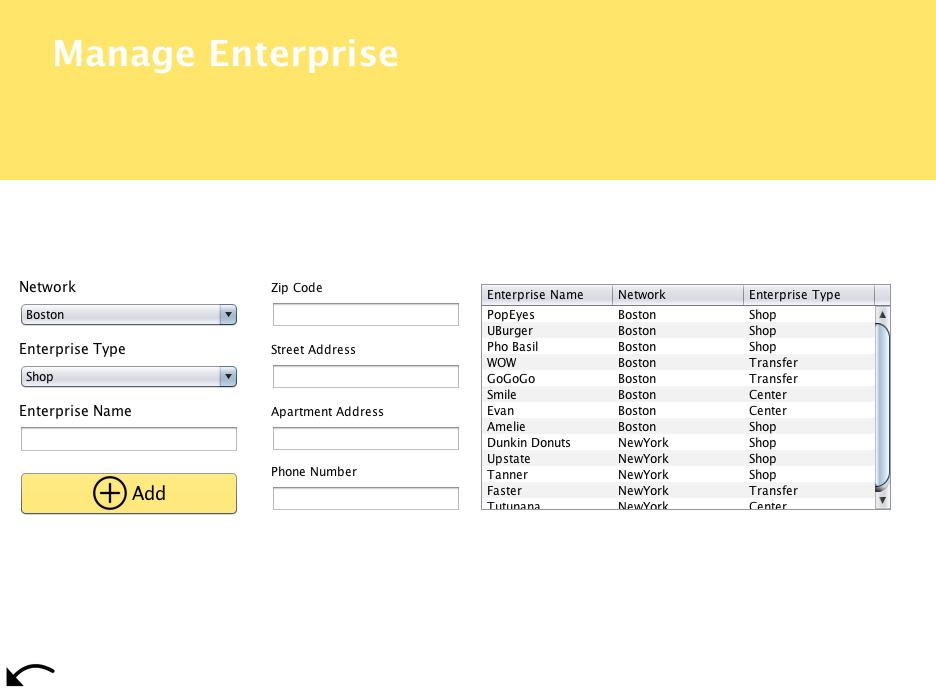 Manage Enterprise
Network
Boston
Enterprise Type
Shop
Enterprise Name
Add
Zip Code
Street Address
Apartment Address
Phone Number
Enterprise Name Network Enterprise Type
PopEyes Boston Shop
UBurger Boston Shop
Pho Basil Boston Shop
WOW Boston Transfer
GoGoGo Boston Transfer
Smile Boston Center
Evan Boston Center
Amelie Boston Shop
Dunkin Donuts NewYork Shop
Upstate NewYork Shop
Tanner NewYork Shop
Faster NewYork Transfer
Tutunana NewYork Center